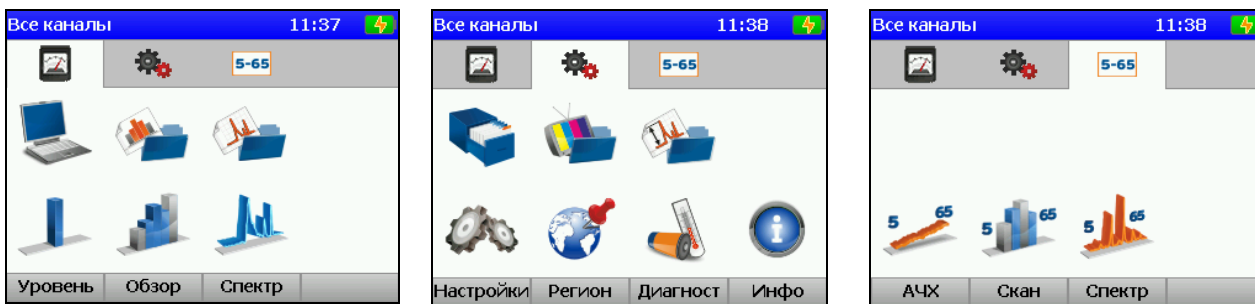 Все каналы 11:37
5-65
Уровень Обзор Спектр
Все каналы 11:38
5-65
Настройки Регион Диагност Инфо
Все каналы 11:38
5-65
5 65 5 65 5 65
АЧХ Скан Спектр